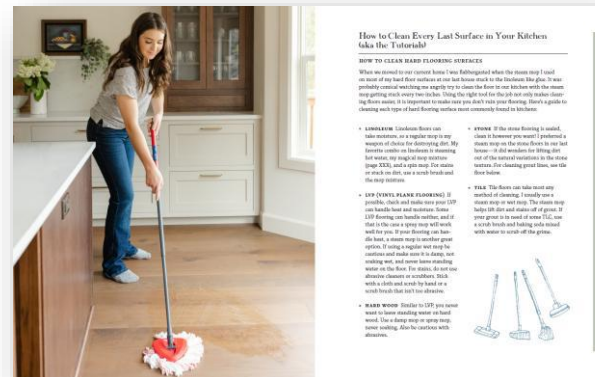 How to Clean Every Last Surface in Your Kitchen
(aka the Tutorials)
HOW TO CLEAN HARD FLOORING SURFACES
When we moved to our current home I was flabbergasted when the steam mop I used
on most of my hard floor surfaces at our last house stuck to the linoleum like glue. It was
probably comical watching me angrily try to clean the floor in our kitchen with the steam
mop getting stuck every two inches. Using the right tool for the job not only makes clean-
ing floors easier, it is important to make sure you don't ruin your flooring. Here's a guide to
cleaning each type of hard flooring surface most commonly found in kitchens:
• LINOLEUM Linoleum floors can
take moisture, so a regular mop is my
weapon of choice for destroying dirt. My
favorite combo on linoleum is steaming
hot water, my magical mop mixture
(page XXX), and a spin mop. For stains
or stuck on dirt, use a scrub brush and
the mop mixture.
• LVP (VINYL PLANK FLOORING) If
possible, check and make sure your LVP
can handle heat and moisture. Some
LVP flooring can handle neither, and if
that is the case a spray mop will work
well for you. If your flooring can han-
dle heat, a steam mop is another great
option. If using a regular wet mop be
cautious and make sure it is damp, not
soaking wet, and never leave standing
water on the floor. For stains, do not use
abrasive cleaners or scrubbers. Stick
with a cloth and scrub by hand or a
scrub brush that isn't too abrasive.
• HARD WOOD Similar to LVP, you never
want to leave standing water on hard
wood. Use a damp mop or spray mop,
never soaking. Also be cautious with
abrasives.
• STONE If the stone flooring is sealed,
clean it however you want! I preferred a
steam mop on the stone floors in our last
house—it did wonders for lifting dirt
out of the natural variations in the stone
texture. For cleaning grout lines, see tile
floor below.
• TILE Tile floors can take most any
method of cleaning. I usually use a
steam mop or wet mop. The steam mop
helps lift dirt and stains off of grout. If
your grout is in need of some TLC, use
a scrub brush and baking soda mixed
with water to scrub off the grime.